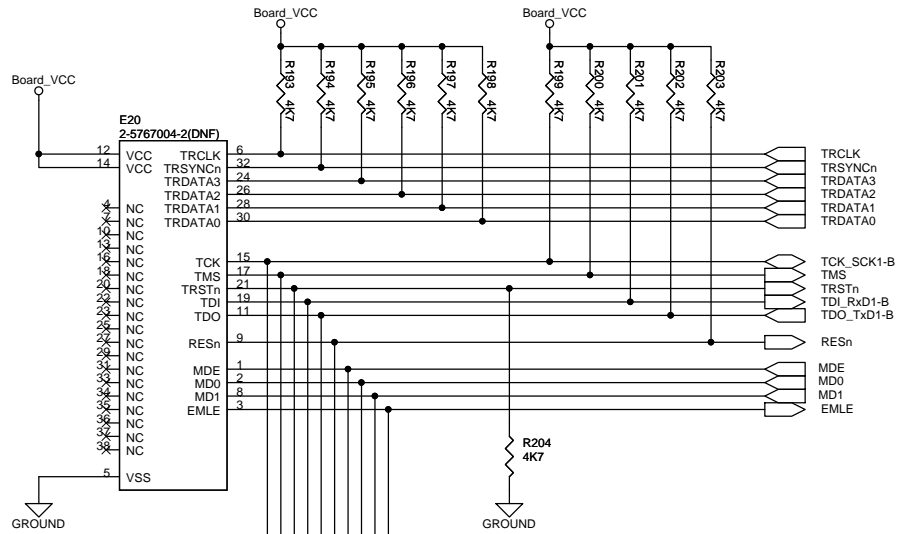 Board_VCC
Board_VCC
Board_VCC
R193 4K7
R194 4K7
R195 4K7
R196 4K7
R197 4K7
R198 4K7
R199 4K7
R200 4K7
R201 4K7
R202 4K7
R203 4K7
E20
2-5767004-2(DNF)
12 VCC TRCLK 6 TRCLK
14 VCC TRSYNCn 32 TRSYNCn
TRDATA3 24 TRDATA3
TRDATA2 26 TRDATA2
4 NC TRDATA1 28 TRDATA1
7 NC TRDATA0 30 TRDATA0
10 NC
13 NC
16 NC TCK 15 TCK_SCK1-B
18 NC TMS 17 TMS
20 NC TRSTn 21 TRSTn
22 NC TDI 19 TDI_RxD1-B
23 NC TDO 11 TDO_TxD1-B
25 NC
27 NC RESn 9 RESn
29 NC
31 NC MDE 1 MDE
33 NC MD0 2 MD0
34 NC MD1 8 MD1
35 NC EMLE 3 EMLE
36 NC
37 NC
38 NC
R204
4K7
5 VSS
GROUND
GROUND